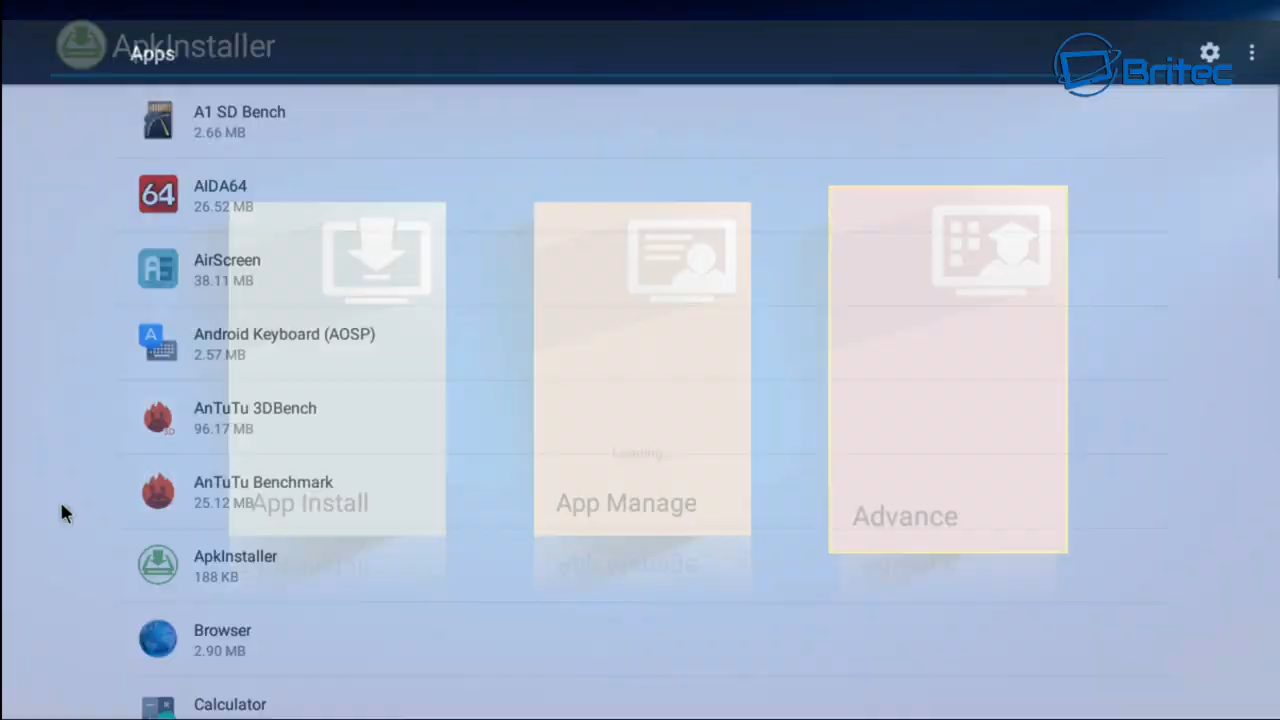 ApkInstaller
Apps
Britec
A1 SD Bench
2.66 MB
64
AIDA64
26.52 MB
AirScreen
38.11 MB
A
Android Keyboard (AOSP)
2.57 MB
AnTuTu 3DBench
96.17 MB
3D
Loading
AnTuTu Benchmark
25.12 MB
App Install
App Manage
Advance
ApkInstaller
188 KB
Browser
2.90 MB
Calculator